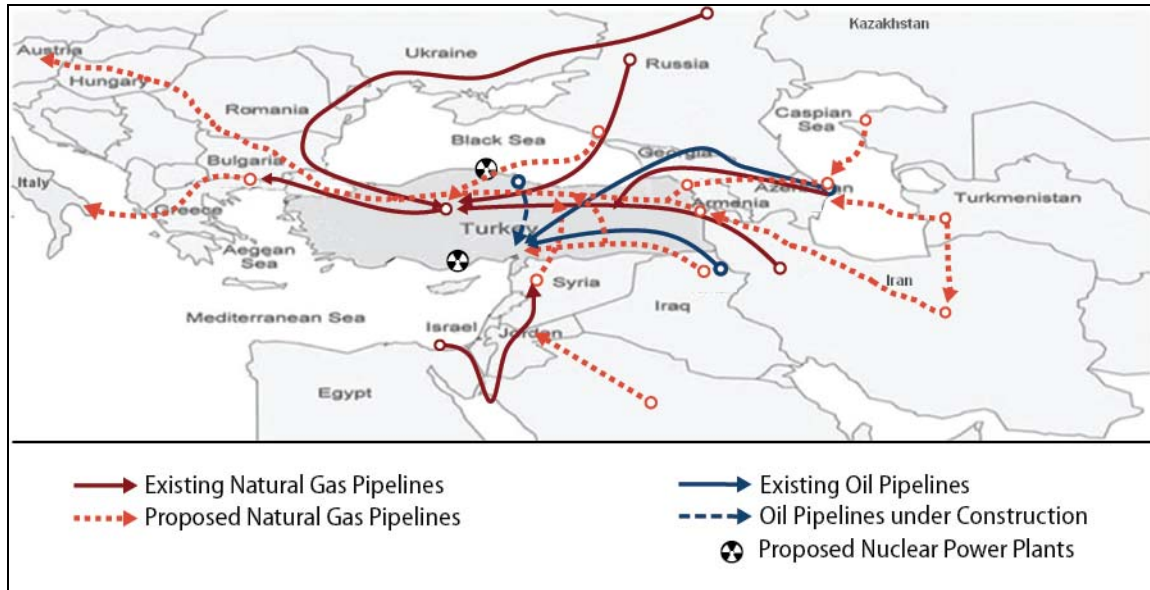 Kazakhstan
Austria
Ukraine
Hungary
Russia
Romania
Caspian
Sea
Black Sea
Georgia
Bulgaria
Italy
Azerbaijan
Turkmenistan
Greece
Armenia
Turkey
Aegean
Sea
Iran
Syria
Iraq
Mediterranean Sea
Israel
Jordan
Egypt
Existing Natural Gas Pipelines
Existing Oil Pipelines
Proposed Natural Gas Pipelines
Oil Pipelines under Construction
Proposed Nuclear Power Plants